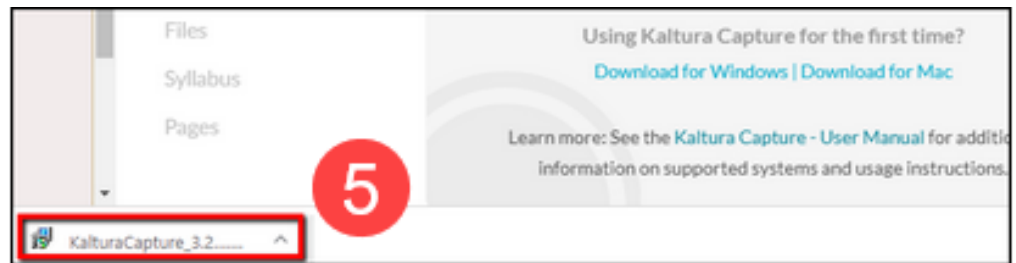 Files
Syllabus
Pages
Using Kaltura Capture for the first time?
Download for Windows | Download for Mac
Learn more: See the Kaltura Capture - User Manual for additio
information on supported systems and usage instructions.
5
KalturaCapture_3.2.......